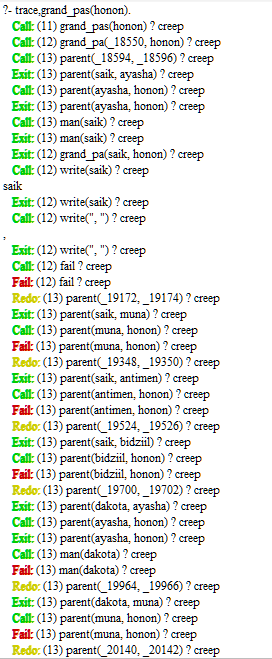 ?- trace,grand_pas(honon).
Call: (11) grand_pas(honon) ? creep
Call: (12) grand_pa(_18550, honon) ? creep
Call: (13) parent(_18594, _18596) ? creep
Exit: (13) parent(saik, ayasha) ? creep
Call: (13) parent(ayasha, honon) ? creep
Exit: (13) parent(ayasha, honon) ? creep
Call: (13) man(saik) ? creep
Exit: (13) man(saik) ? creep
Exit: (12) grand_pa(saik, honon) ? creep
Call: (12) write(saik) ? creep
saik
Exit: (12) write(saik) ? creep
Call: (12) write(", ") ? creep
,
Exit: (12) write(", ") ? creep
Call: (12) fail ? creep
Fail: (12) fail ? creep
Redo: (13) parent(_19172, _19174) ? creep
Exit: (13) parent(saik, muna) ? creep
Call: (13) parent(muna, honon) ? creep
Fail: (13) parent(muna, honon) ? creep
Redo: (13) parent(_19348, _19350) ? creep
Exit: (13) parent(saik, antimen) ? creep
Call: (13) parent(antimen, honon) ? creep
Fail: (13) parent(antimen, honon) ? creep
Redo: (13) parent(_19524, _19526) ? creep
Exit: (13) parent(saik, bidziil) ? creep
Call: (13) parent(bidziil, honon) ? creep
Fail: (13) parent(bidziil, honon) ? creep
Redo: (13) parent(_19700, _19702) ? creep
Exit: (13) parent(dakota, ayasha) ? creep
Call: (13) parent(ayasha, honon) ? creep
Exit: (13) parent(ayasha, honon) ? creep
Call: (13) man(dakota) ? creep
Fail: (13) man(dakota) ? creep
Redo: (13) parent(_19964, _19966) ? creep
Exit: (13) parent(dakota, muna) ? creep
Call: (13) parent(muna, honon) ? creep
Fail: (13) parent(muna, honon) ? creep
Redo: (13) parent(_20140, _20142) ? creep